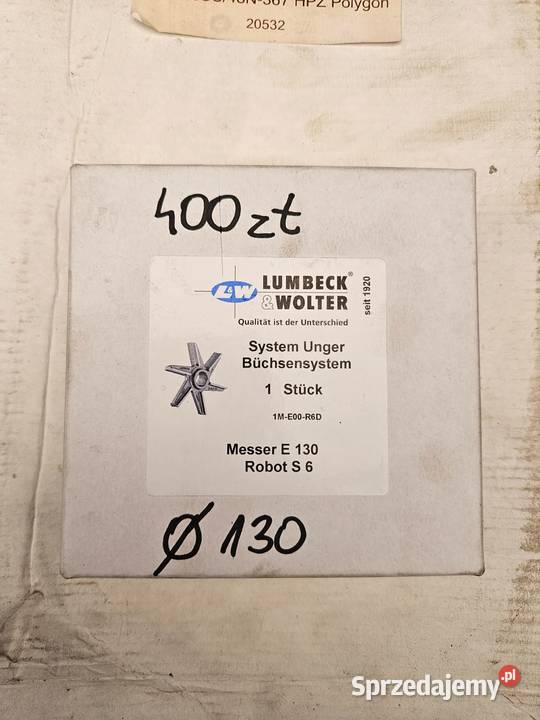 HPZ Polygon
20532
400 zł
L&W LUMBECK®
& WOLTER
seit 1920
Qualität ist der Unterschied
System Unger
Büchsensystem
1 Stück
1M-E00-R6D
Messer E 130
Robot S 6
Ø 130
Sprzedajemy.pl